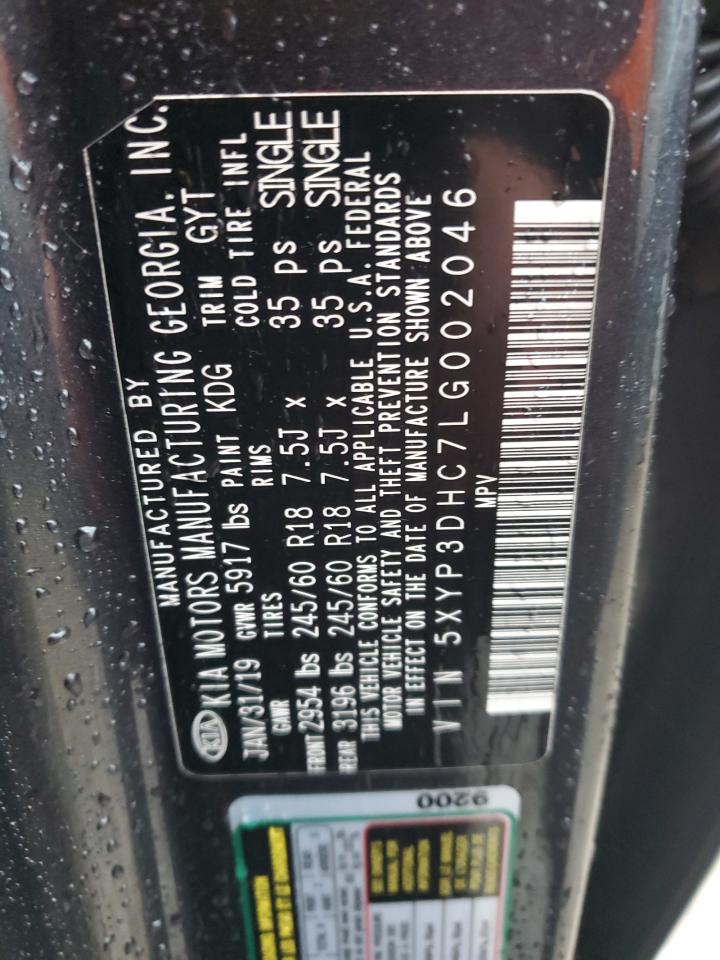 MANUFACTURED BY
KIA KIA MOTORS MANUFACTURING GEORGIA, INC.
JAN/31/19 GVWR 5917 lbs PAINT KDG TRIM GYT
GAWR TIRES RIMS COLD TIRE INFL
FRONT 2954 lbs 245/60 R18 7.5J x 35 ps SINGLE
REAR 3196 lbs 245/60 R18 7.5J x 35 ps SINGLE
THIS VEHICLE CONFORMS TO ALL APPLICABLE U.S.A. FEDERAL
MOTOR VEHICLE SAFETY AND THEFT PREVENTION STANDARDS
IN EFFECT ON THE DATE OF MANUFACTURE SHOWN ABOVE
VIN 5XYP3DHC7LG002046
MPV
9200